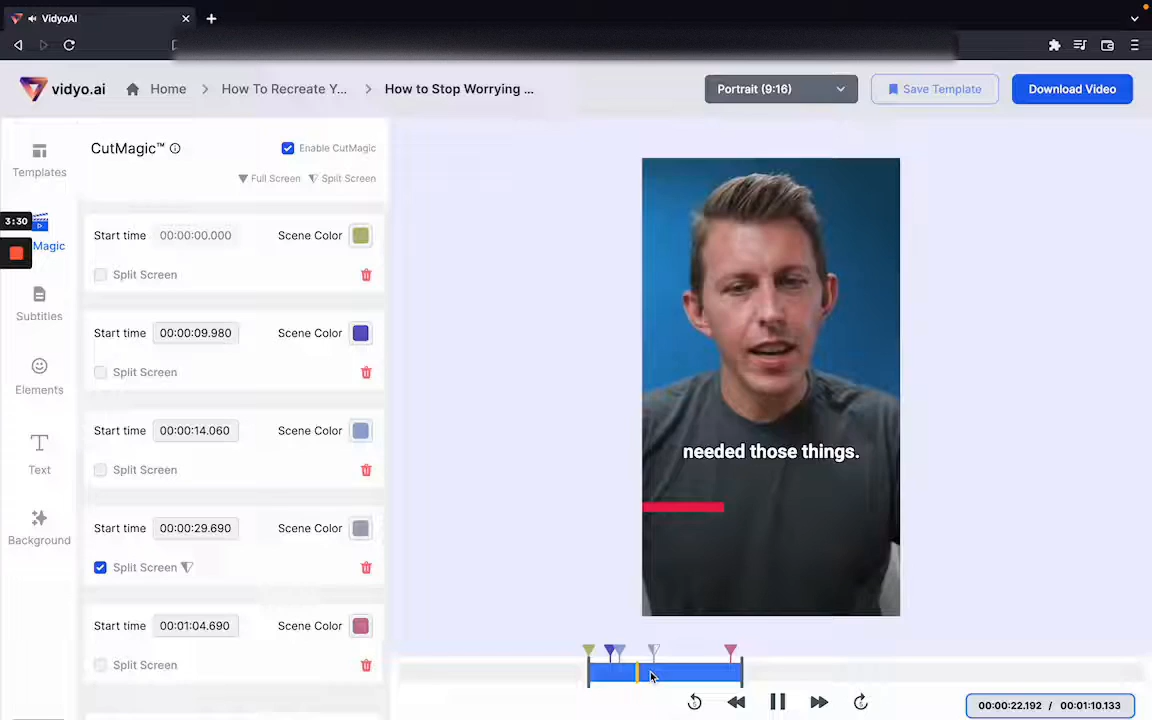 VidyoAI
vidyo.ai
Home
How To Recreate Y...
How to Stop Worrying ...
Portrait (9:16)
Save Template
Download Video
Templates
3:30
Magic
Subtities
Elements
Text
Background
CutMagic™
Enable CutMagic
Full Screen
Split Screen
Start time 00:00:00.000 Scene Color
Split Screen
Start time 00:00:09.980 Scene Color
Split Screen
Start time 00:00:14.060 Scene Color
Split Screen
Start time 00:00:29.690 Scene Color
Split Screen
Start time 00:01:04.690 Scene Color
Split Screen
needed those things.
5
5
00:00:22.192 / 00:01:10.133